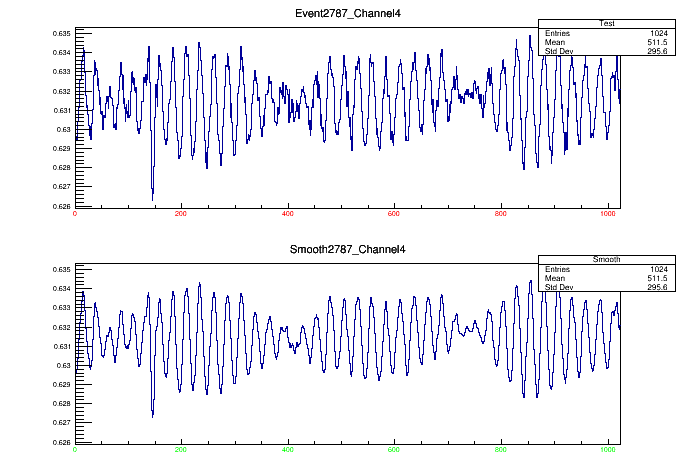 Event2787_Channel4
Test
Entries 1024
Mean 511.5
Std Dev 295.6
0.635
0.634
0.633
0.632
0.631
0.63
0.629
0.628
0.627
0.626
0 200 400 600 800 1000
Smooth2787_Channel4
Smooth
Entries 1024
Mean 511.5
Std Dev 295.6
0.635
0.634
0.633
0.632
0.631
0.63
0.629
0.628
0.627
0.626
0 200 400 600 800 1000